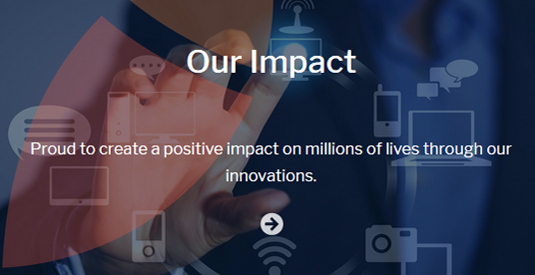 Our Impact
Proud to create a positive impact on millions of lives through our
innovations.